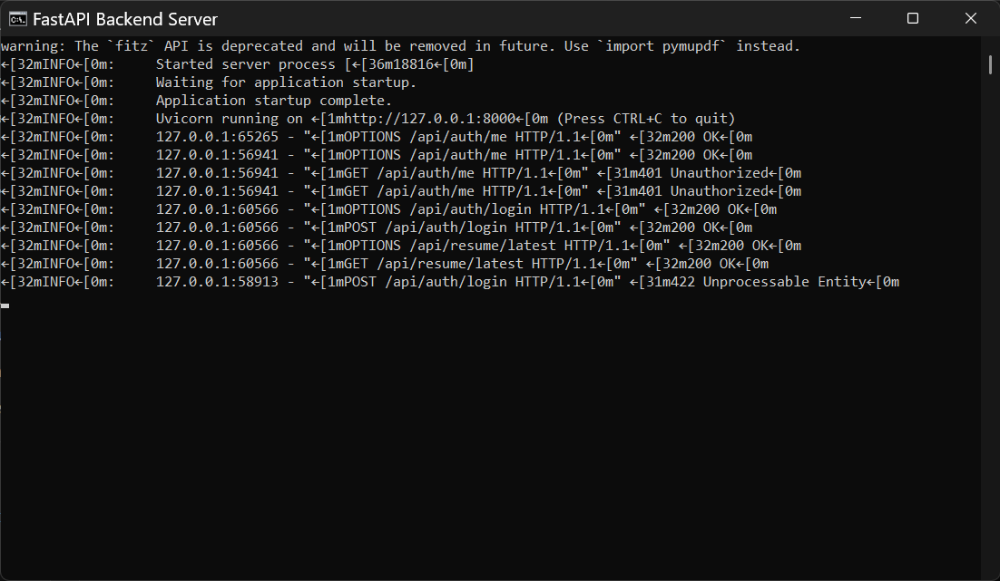 FastAPI Backend Server
warning: The `fitz` API is deprecated and will be removed in future. Use `import pymupdf` instead.
←[32mINFO←[0m:     Started server process [←[36m18816←[0m]
←[32mINFO←[0m:     Waiting for application startup.
←[32mINFO←[0m:     Application startup complete.
←[32mINFO←[0m:     Uvicorn running on ←[1mhttp://127.0.0.1:8000←[0m (Press CTRL+C to quit)
←[32mINFO←[0m:     127.0.0.1:65265 - "←[1mOPTIONS /api/auth/me HTTP/1.1←[0m" ←[32m200 OK←[0m
←[32mINFO←[0m:     127.0.0.1:56941 - "←[1mOPTIONS /api/auth/me HTTP/1.1←[0m" ←[32m200 OK←[0m
←[32mINFO←[0m:     127.0.0.1:56941 - "←[1mGET /api/auth/me HTTP/1.1←[0m" ←[31m401 Unauthorized←[0m
←[32mINFO←[0m:     127.0.0.1:56941 - "←[1mGET /api/auth/me HTTP/1.1←[0m" ←[31m401 Unauthorized←[0m
←[32mINFO←[0m:     127.0.0.1:60566 - "←[1mOPTIONS /api/auth/login HTTP/1.1←[0m" ←[32m200 OK←[0m
←[32mINFO←[0m:     127.0.0.1:60566 - "←[1mPOST /api/auth/login HTTP/1.1←[0m" ←[32m200 OK←[0m
←[32mINFO←[0m:     127.0.0.1:60566 - "←[1mOPTIONS /api/resume/latest HTTP/1.1←[0m" ←[32m200 OK←[0m
←[32mINFO←[0m:     127.0.0.1:60566 - "←[1mGET /api/resume/latest HTTP/1.1←[0m" ←[32m200 OK←[0m
←[32mINFO←[0m:     127.0.0.1:58913 - "←[1mPOST /api/auth/login HTTP/1.1←[0m" ←[31m422 Unprocessable Entity←[0m